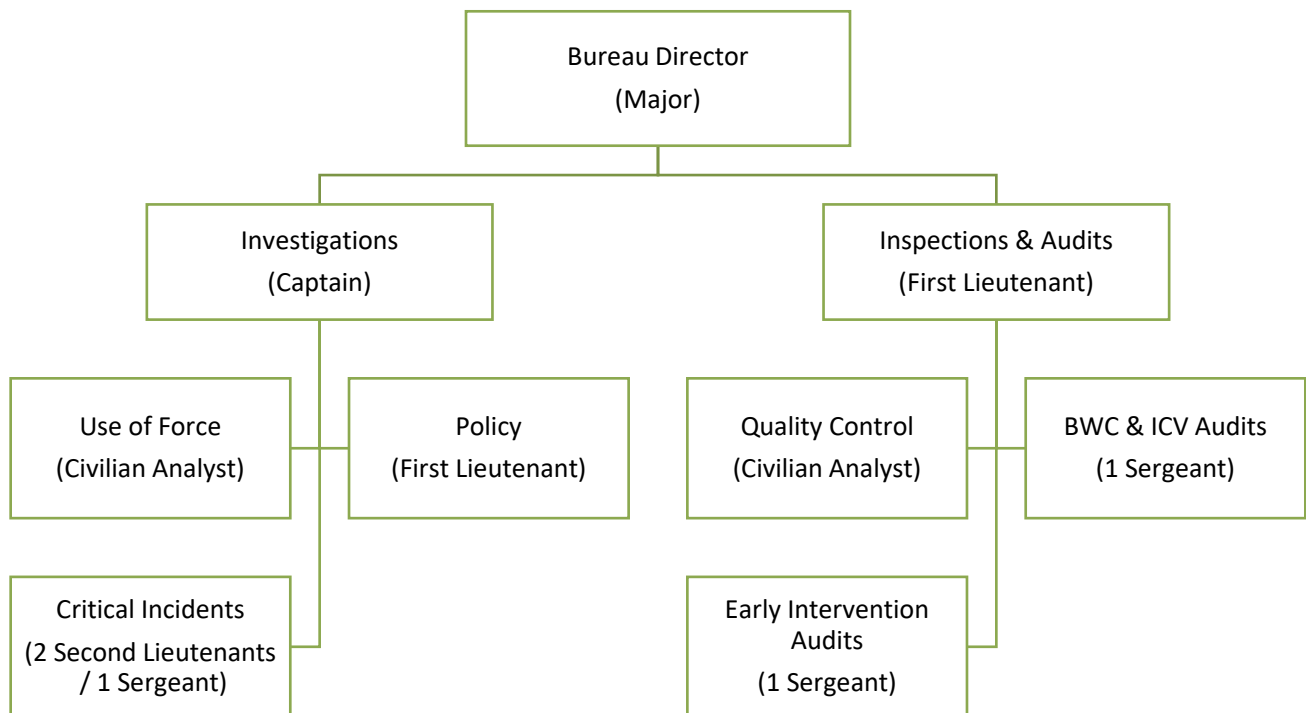 Bureau Director
(Major)
Investigations
(Captain)
Inspections & Audits
(First Lieutenant)
Use of Force
(Civilian Analyst)
Policy
(First Lieutenant)
Quality Control
(Civilian Analyst)
BWC & ICV Audits
(1 Sergeant)
Critical Incidents
(2 Second Lieutenants
/ 1 Sergeant)
Early Intervention
Audits
(1 Sergeant)